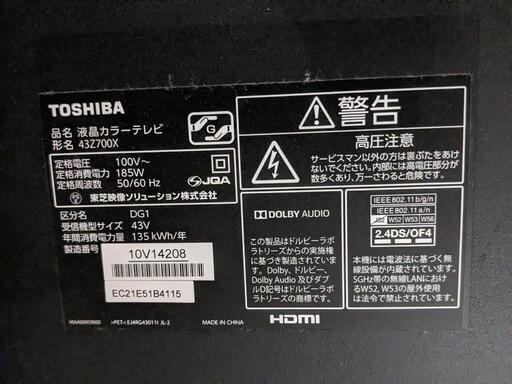 TOSHIBA
品名 液晶カラーテレビ
形名 43Z700X
G
定格電圧 100V～
定格消費電力 185W
定格周波数 50/60 Hz
JQA
東芝映像ソリューション株式会社
区分名 DG1
受信機型サイズ 43V
年間消費電力量 135 kWh/年
製造番号
10V14208
EC21E51B4115
V66A00959000 >PET< EJ4RG43011I JL-2 MADE IN CHINA
警告
高圧注意
サービスマン以外の方は裏ぶたをあけ
ないでください。内部には高電圧部分が
数多くあり、万一さわると危険です。
DOLBY AUDIO
この製品はドルビーラボ
ラトリーズからの実施権
に基づき製造されています。
Dolby、ドルビー、
Dolby Audio 及びダブ
ルD記号はドルビーラボ
ラトリーズの商標です。
HDMI
IEEE802.11b/g/n
IEEE802.11a/n
W52 W53 W56
2.4DS/OF4
本機には電波法に基づく無
線設備が内蔵されています。
5GHz帯の無線LANにおけ
るW52、W53の屋外使用
は法令で禁止されています。